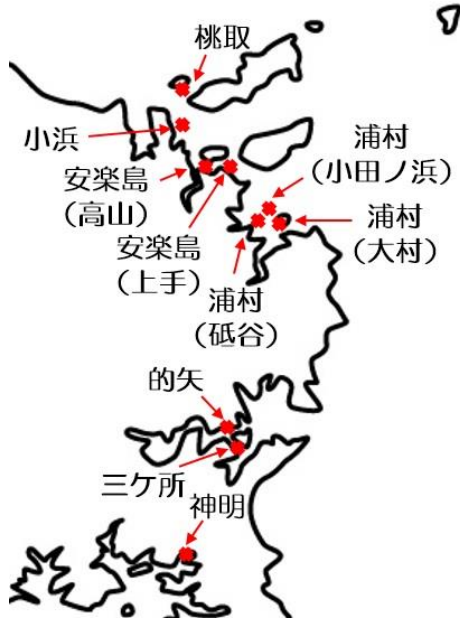 桃取
小浜
安楽島
（高山）
安楽島
（上手）
浦村
（小田ノ浜）
浦村
（大村）
浦村
（砥谷）
的矢
三ケ所
神明